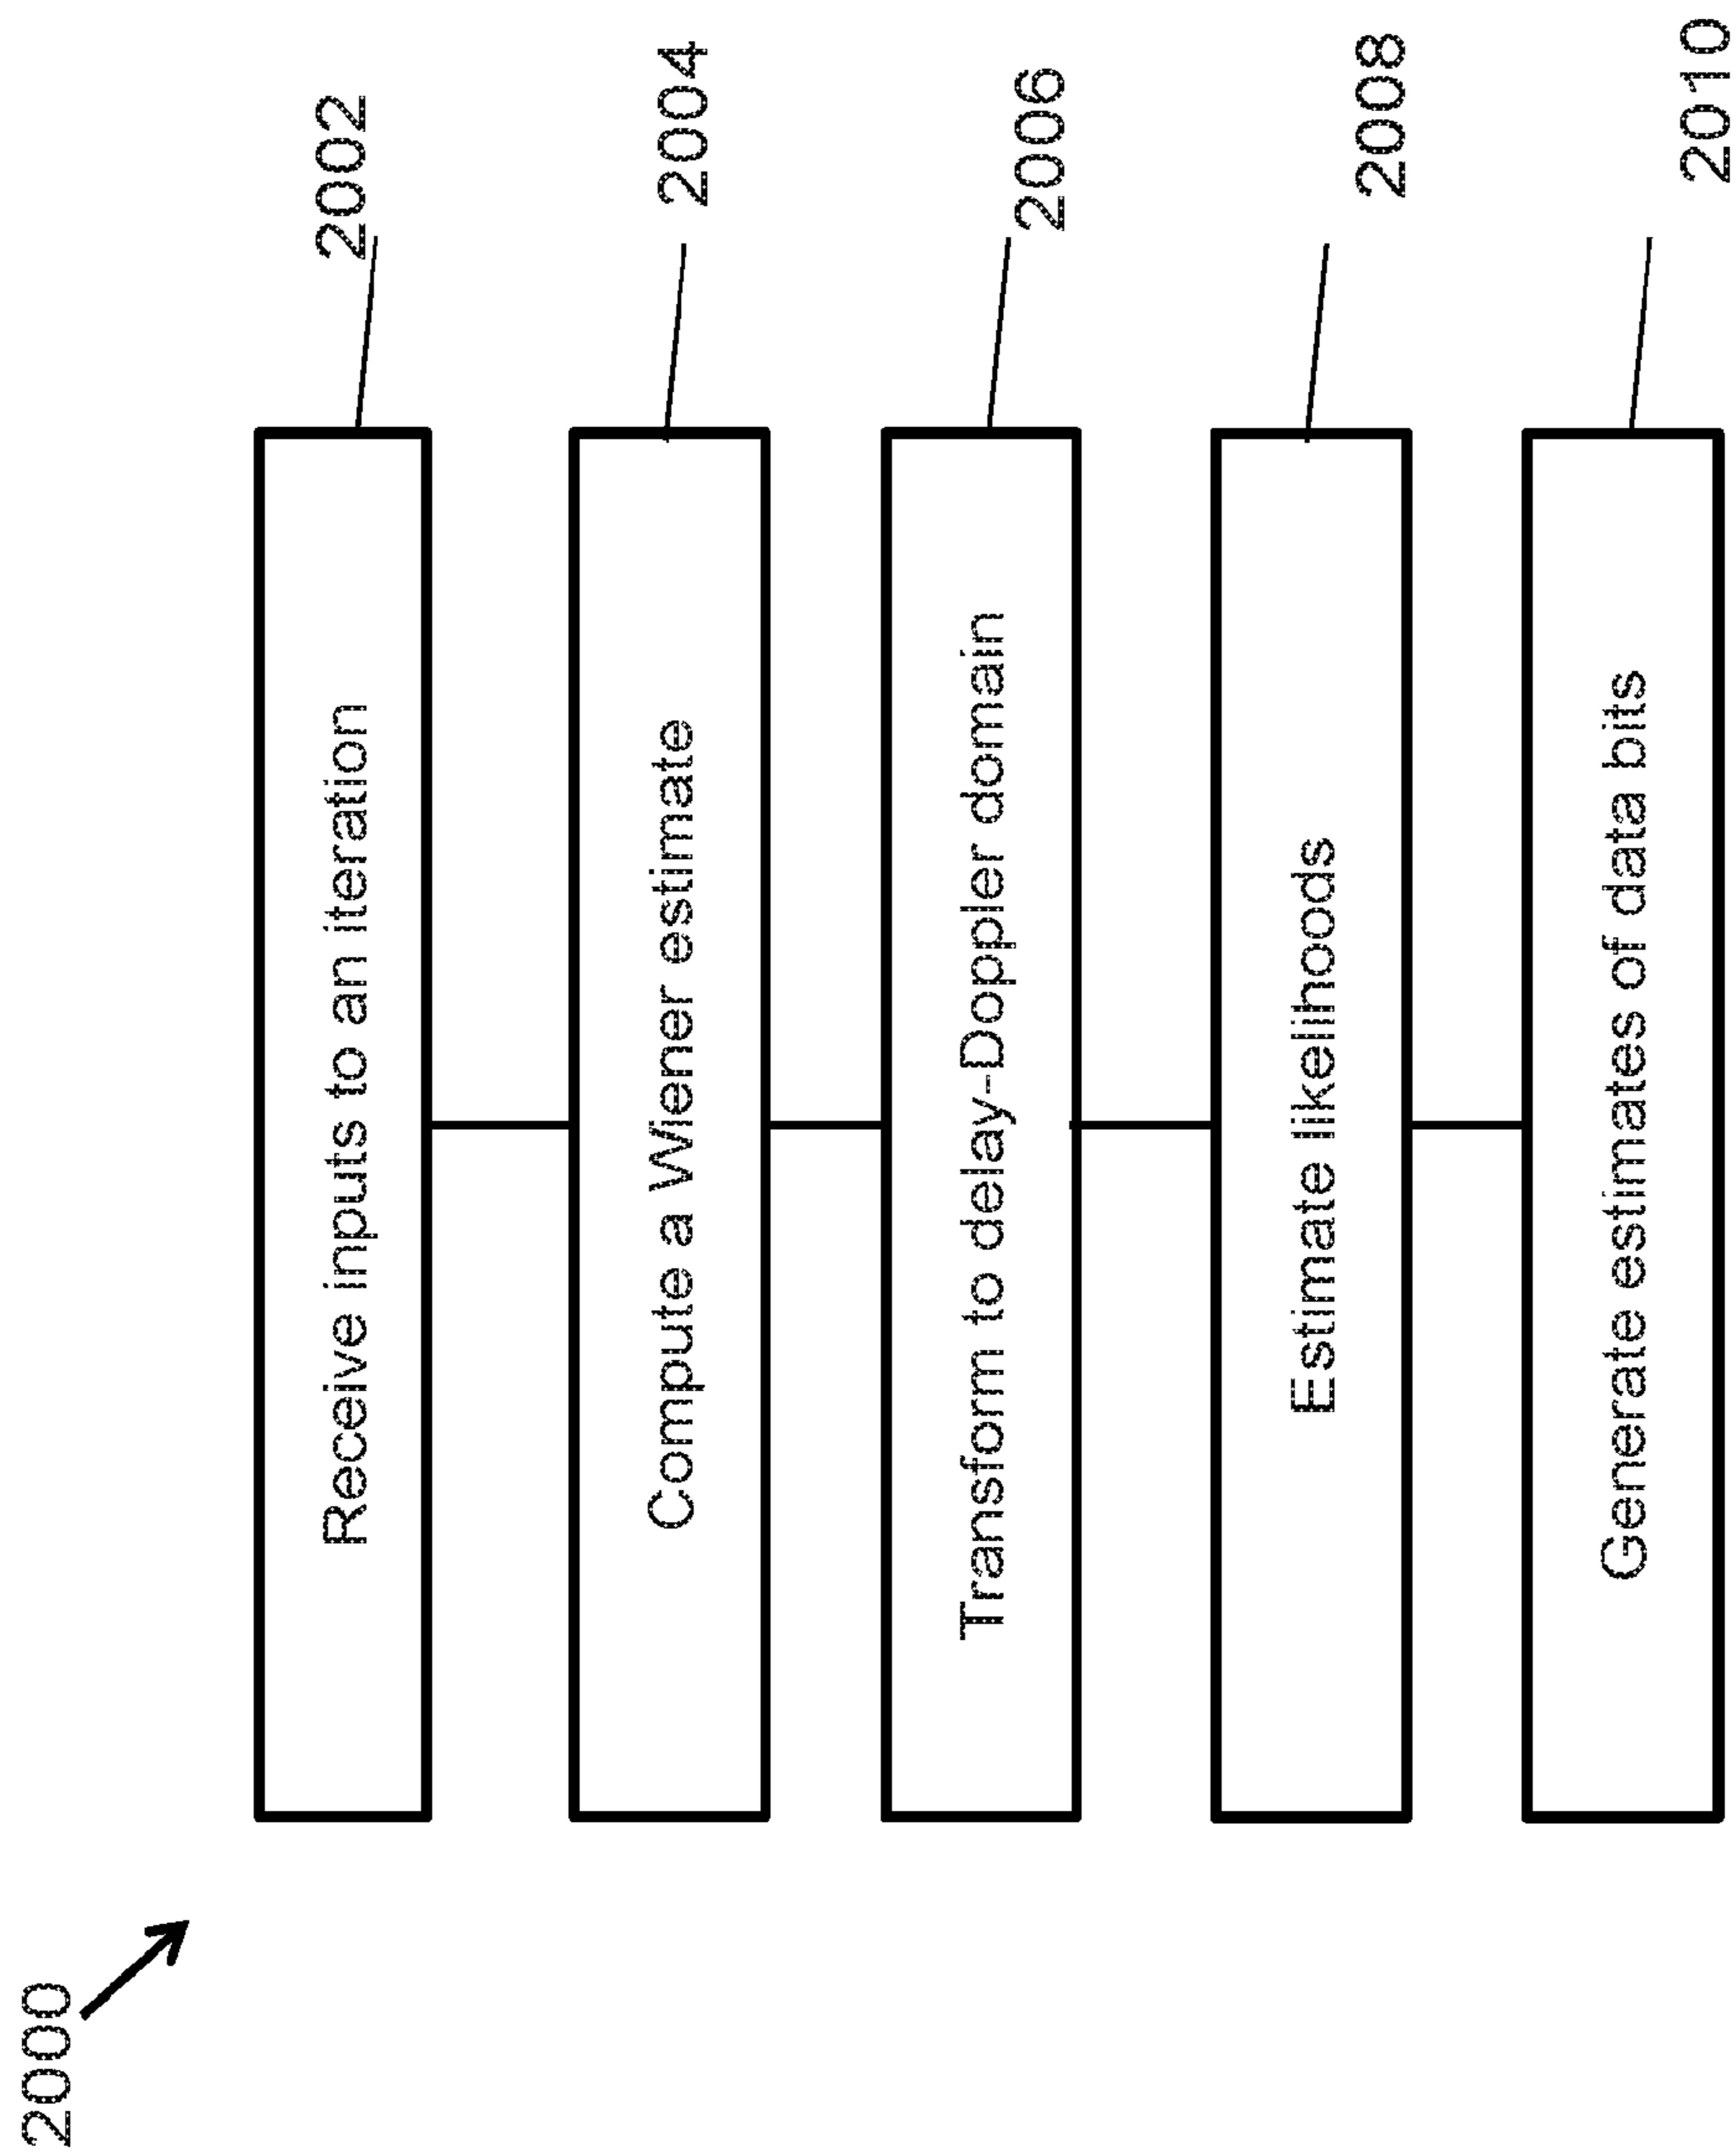 2000
Receive inputs to an iteration
2002
Compute a Wiener estimate
2004
Transform to delay-Doppler domain
2006
Estimate likelihoods
2008
Generate estimates of data bits
2010